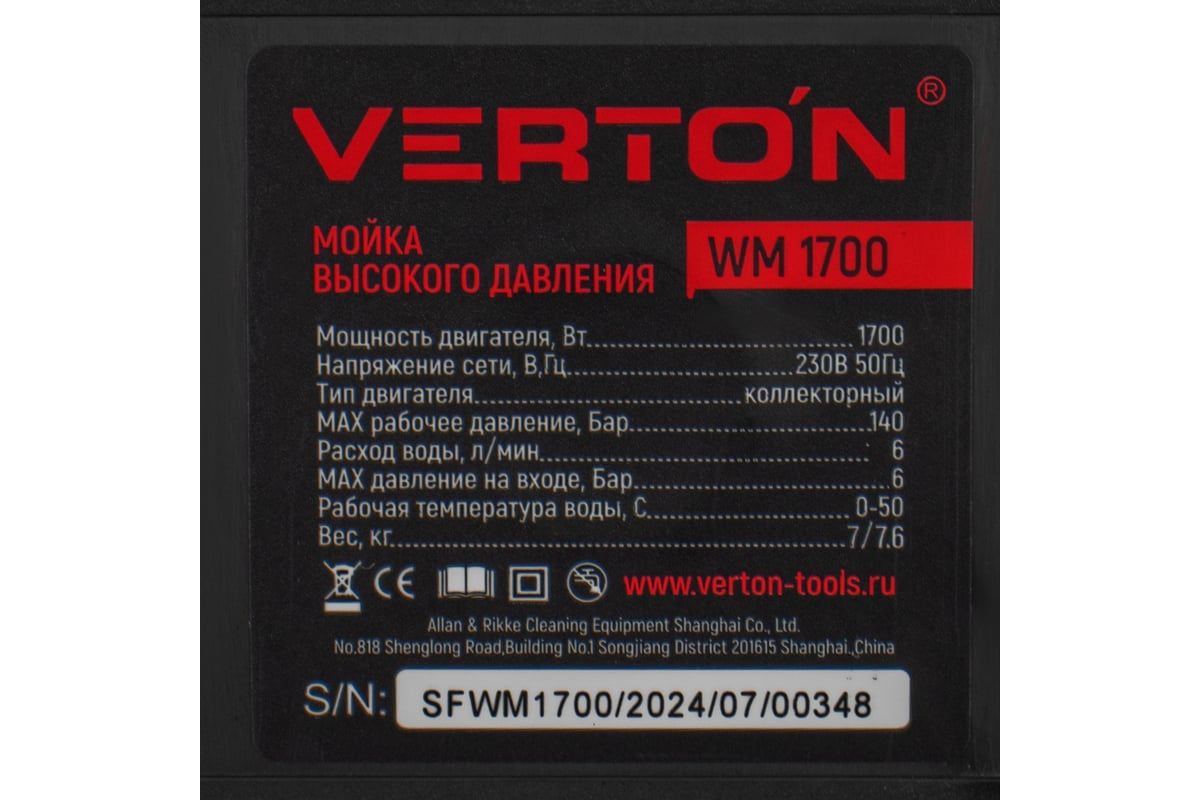 VERTON®
МОЙКА
ВЫСОКОГО ДАВЛЕНИЯ
WM 1700
Мощность двигателя, Вт.................................1700
Напряжение сети, В,Гц............................230В 50Гц
Тип двигателя................................коллекторный
MAX рабочее давление, Бар..............................140
Расход воды, л/мин......................................... 6
MAX давление на входе, Бар...............................6
Рабочая температура воды, С......................... 0-50
Вес, кг.......................................................7/7.6
CE
www.verton-tools.ru
Allan & Rikke Cleaning Equipment Shanghai Co., Ltd.
No.818 Shenglong Road,Building No.1 Songjiang District 201615 Shanghai.,China
S/N: SFWM1700/2024/07/00348